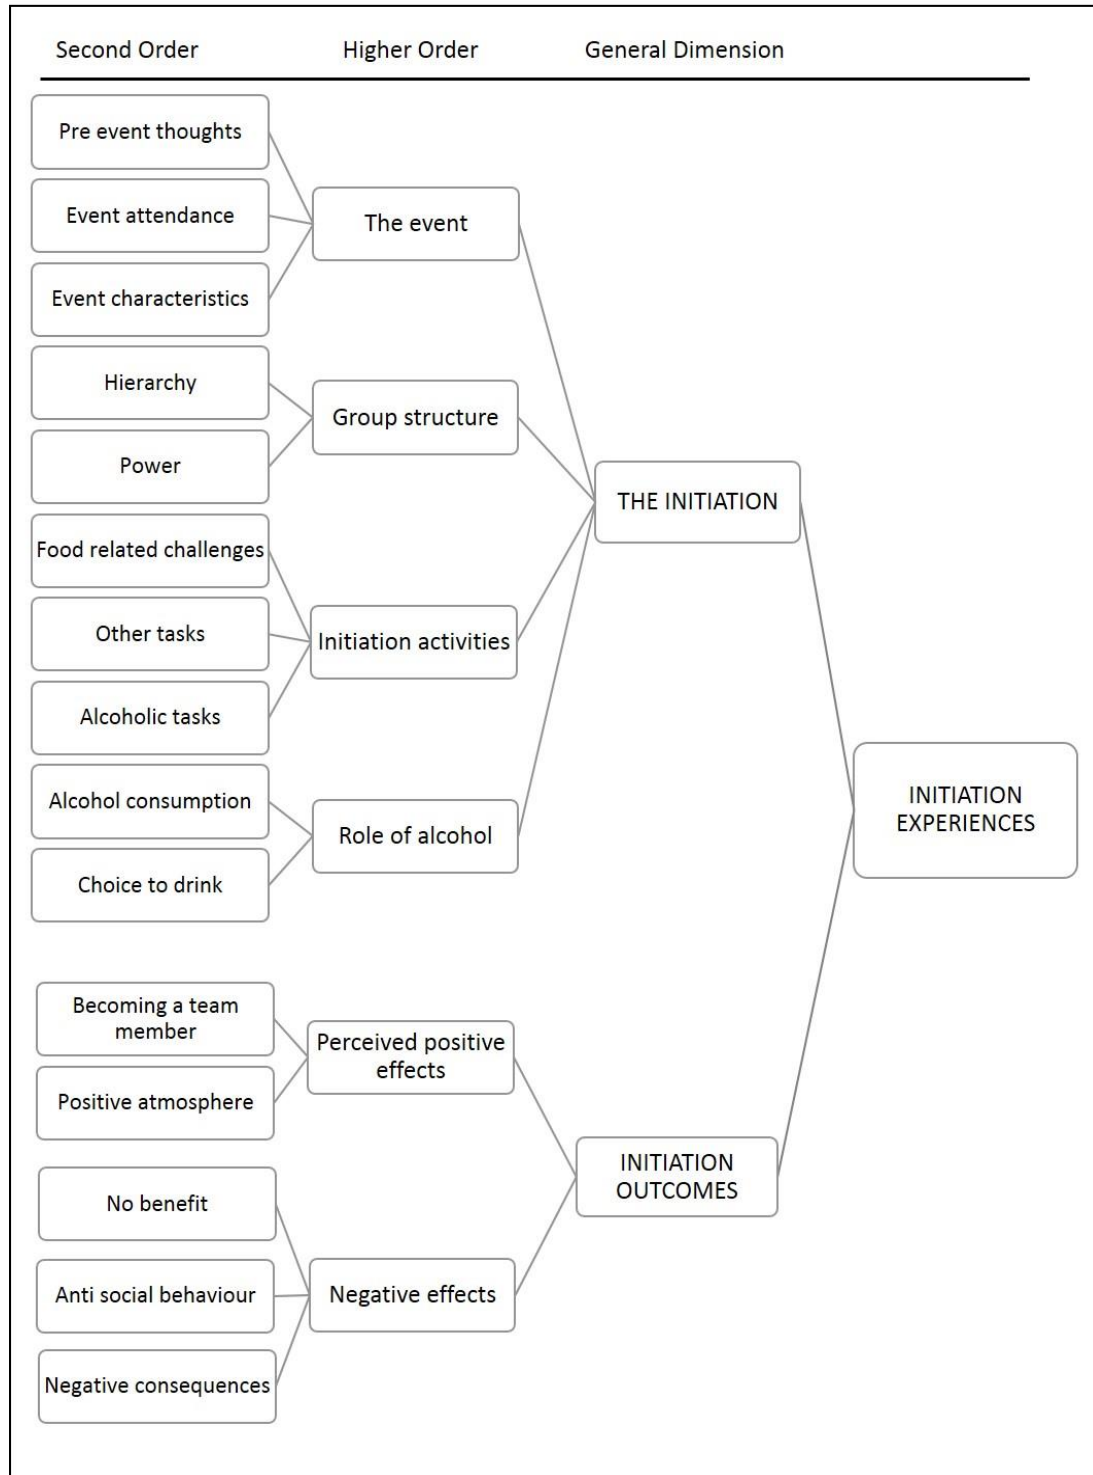 Second Order Higher Order General Dimension
Pre event thoughts
Event attendance
The event
Event characteristics
Hierarchy
Group structure
Power
THE INITIATION
Food related challenges
Other tasks
Initiation activities
Alcoholic tasks
Alcohol consumption
INITIATION
EXPERIENCES
Role of alcohol
Choice to drink
Becoming a team
member
Perceived positive
effects
Positive atmosphere
INITIATION
OUTCOMES
No benefit
Anti social behaviour
Negative effects
Negative consequences